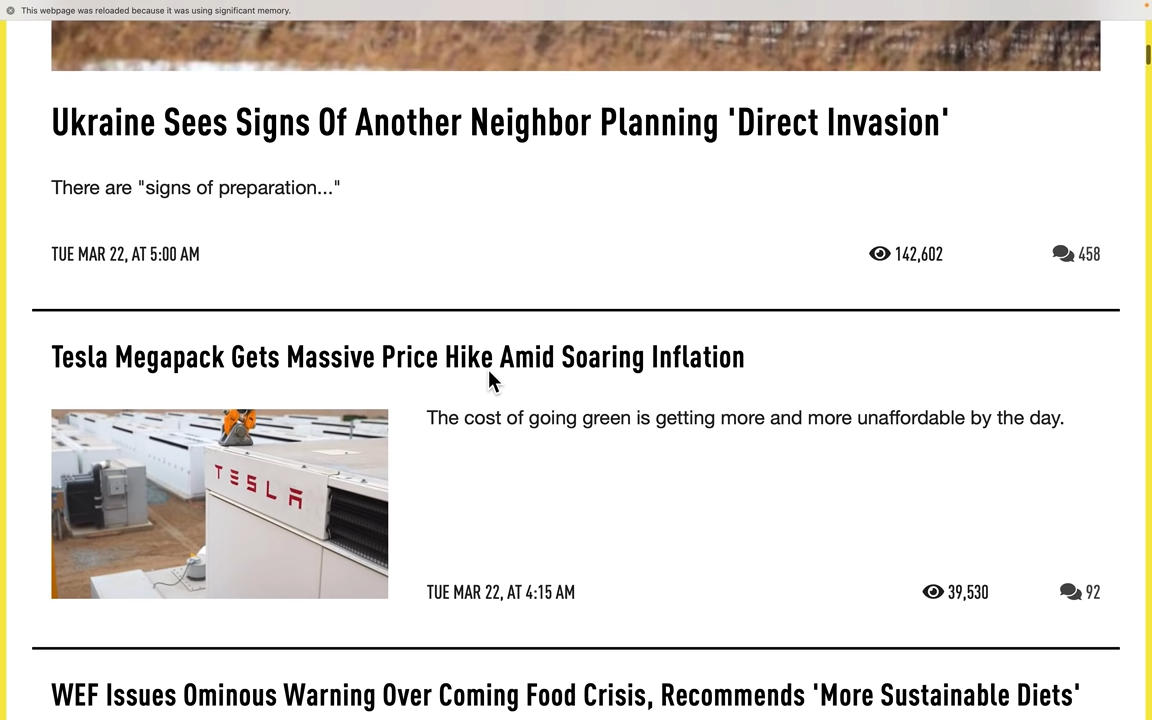 This webpage was reloaded because it was using significant memory.
Ukraine Sees Signs Of Another Neighbor Planning 'Direct Invasion'
There are "signs of preparation..."
TUE MAR 22, AT 5:00 AM 142,602 458
Tesla Megapack Gets Massive Price Hike Amid Soaring Inflation
The cost of going green is getting more and more unaffordable by the day.
TESLA
TUE MAR 22, AT 4:15 AM 39,530 92
WEF Issues Ominous Warning Over Coming Food Crisis, Recommends 'More Sustainable Diets'